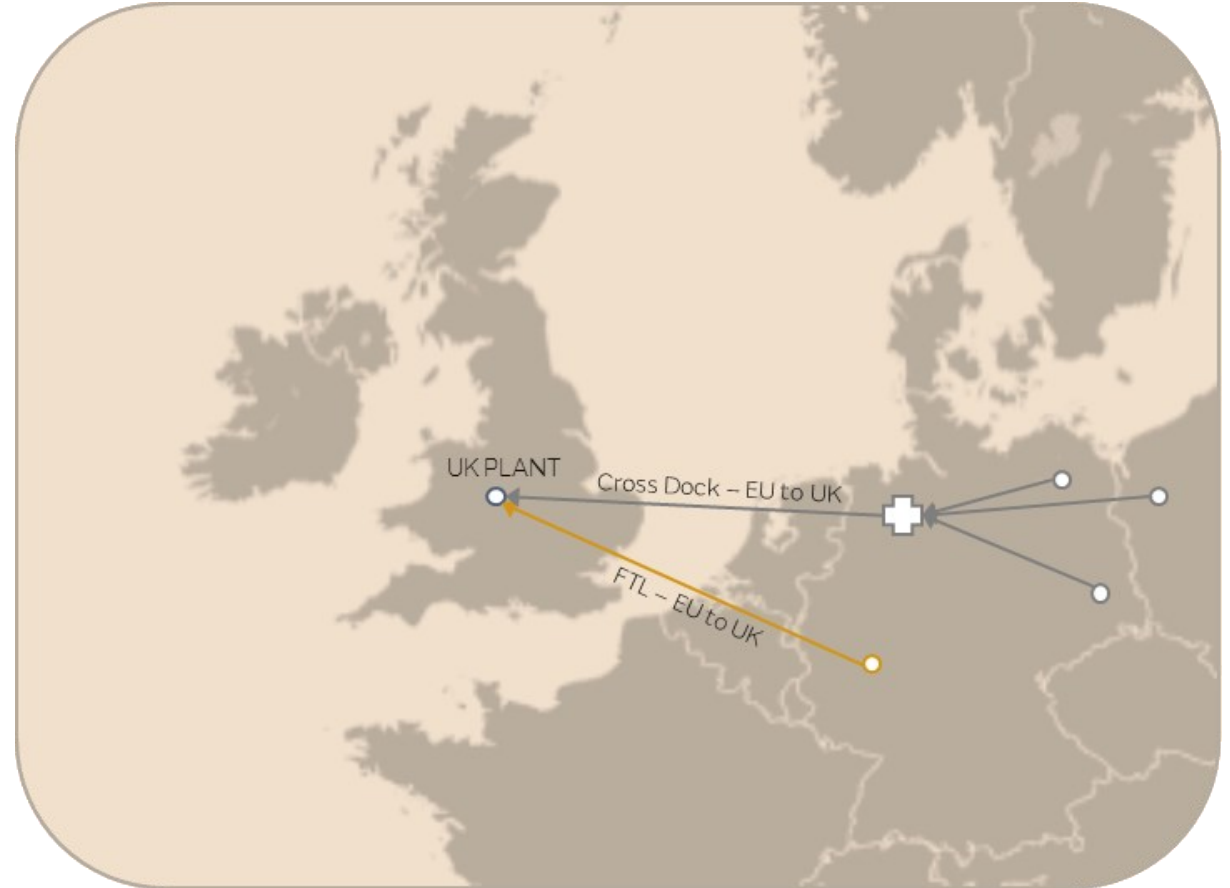 UK PLANT
Cross Dock – EU to UK
FTL – EU to UK